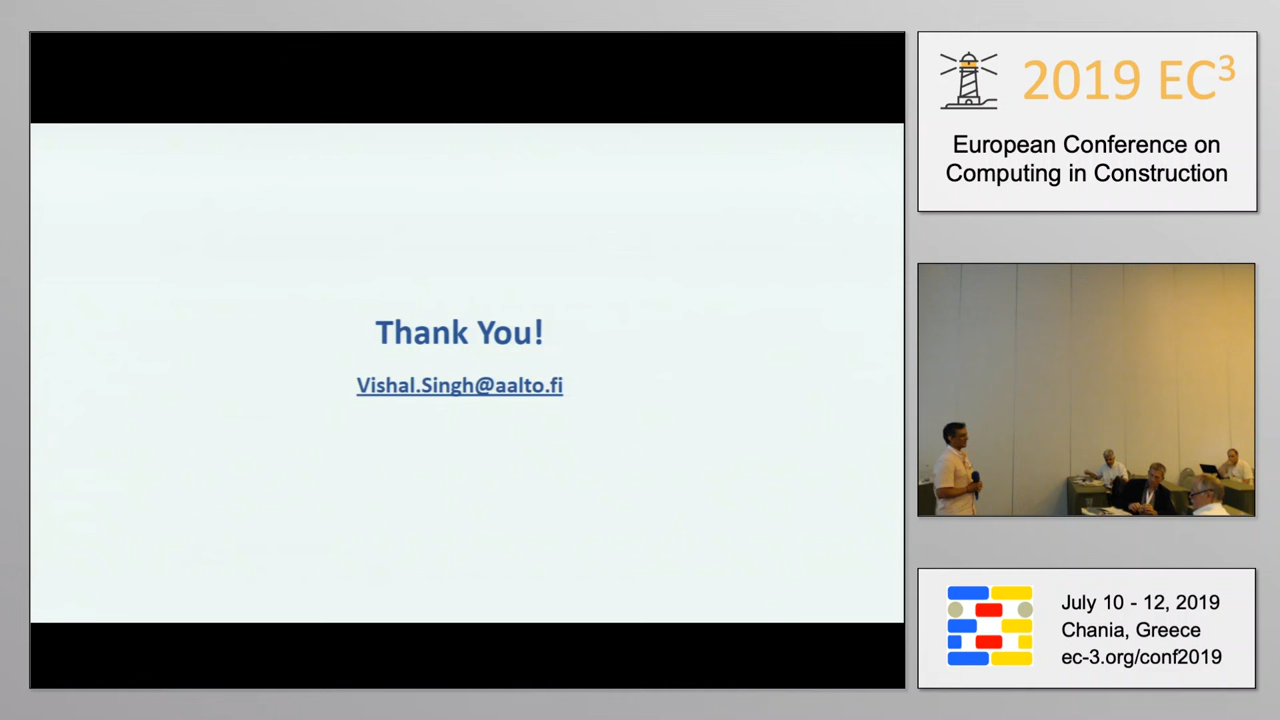 Thank You!
Vishal.Singh@aalto.fi
2019 EC³
European Conference on
Computing in Construction
July 10 - 12, 2019
Chania, Greece
ec-3.org/conf2019